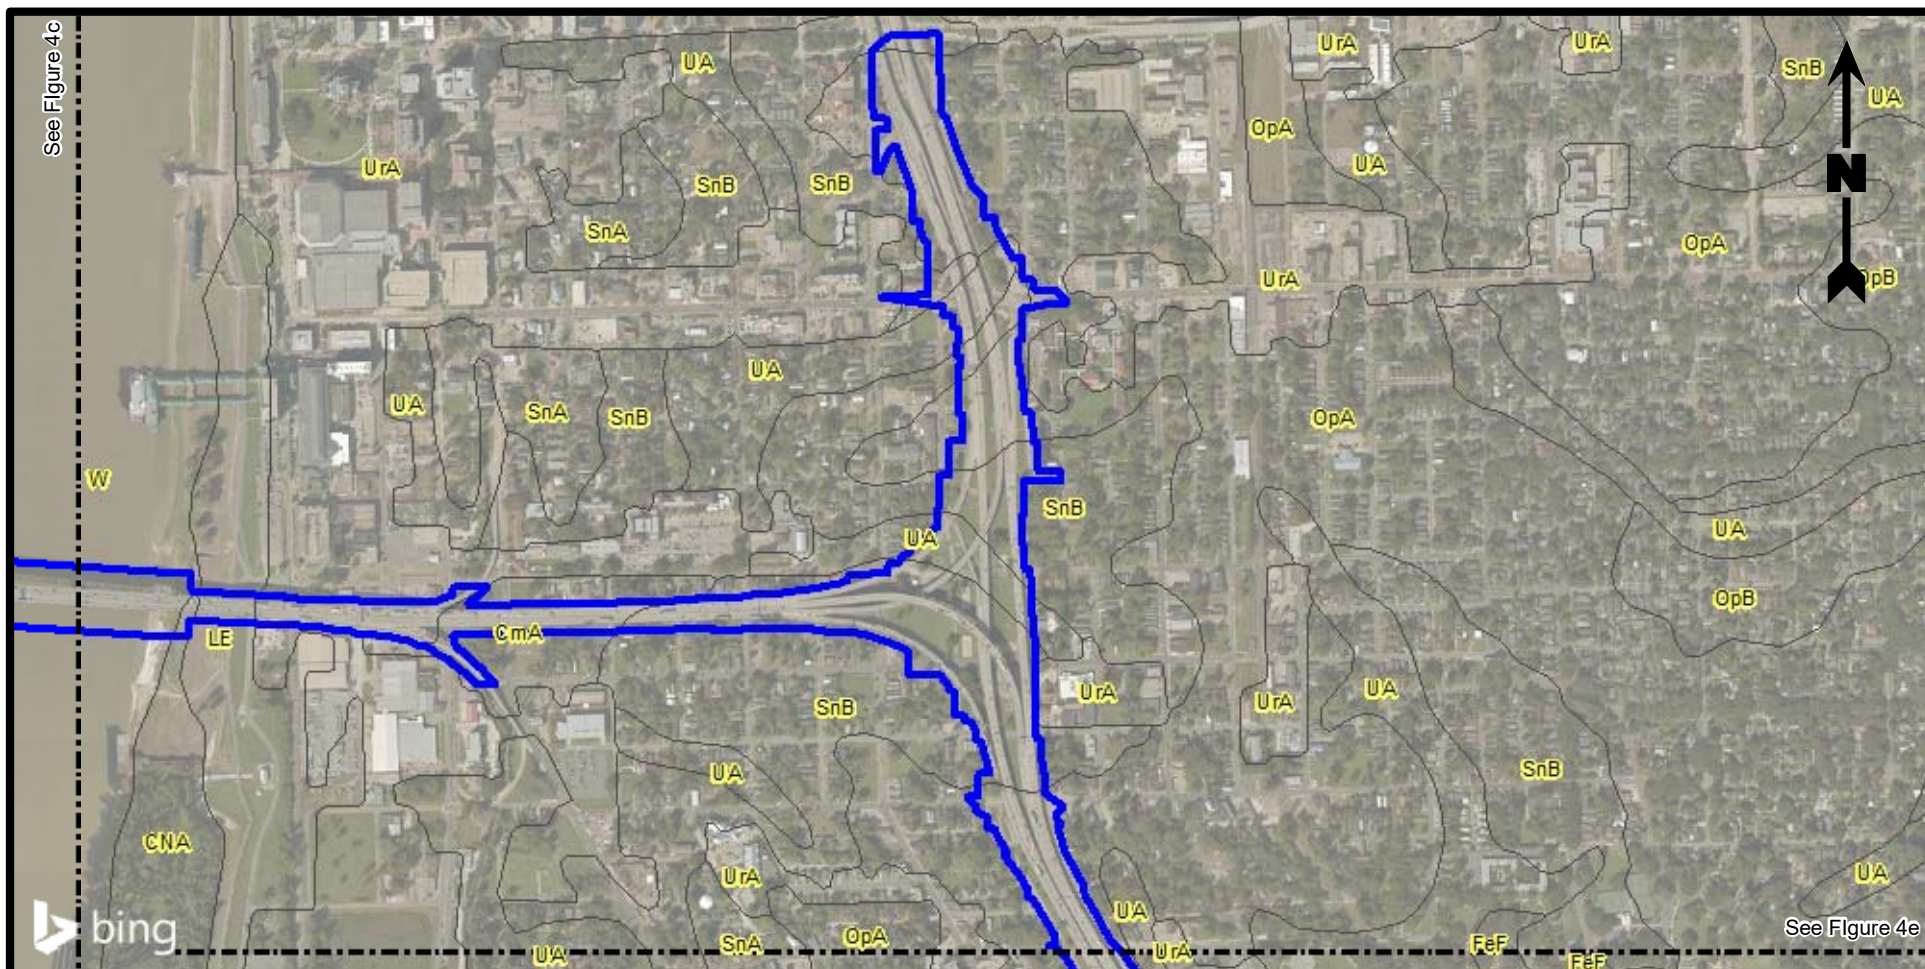 See FIgure 4c
UA
UrA
UrA
SnB
UA
OpA
UrA
UA
SnB
SnB
SnA
OpA
UrA
OpB
UA
UA
SnA
SnB
OpA
W
SnB
UA
UA
OpB
LE
CmA
UrA
UrA
UA
SnB
UA
SnB
CNA
UrA
UA
UA
See FIgure 4e
bing
UA
SnA
OpA
UrA
FeF
FeF
N